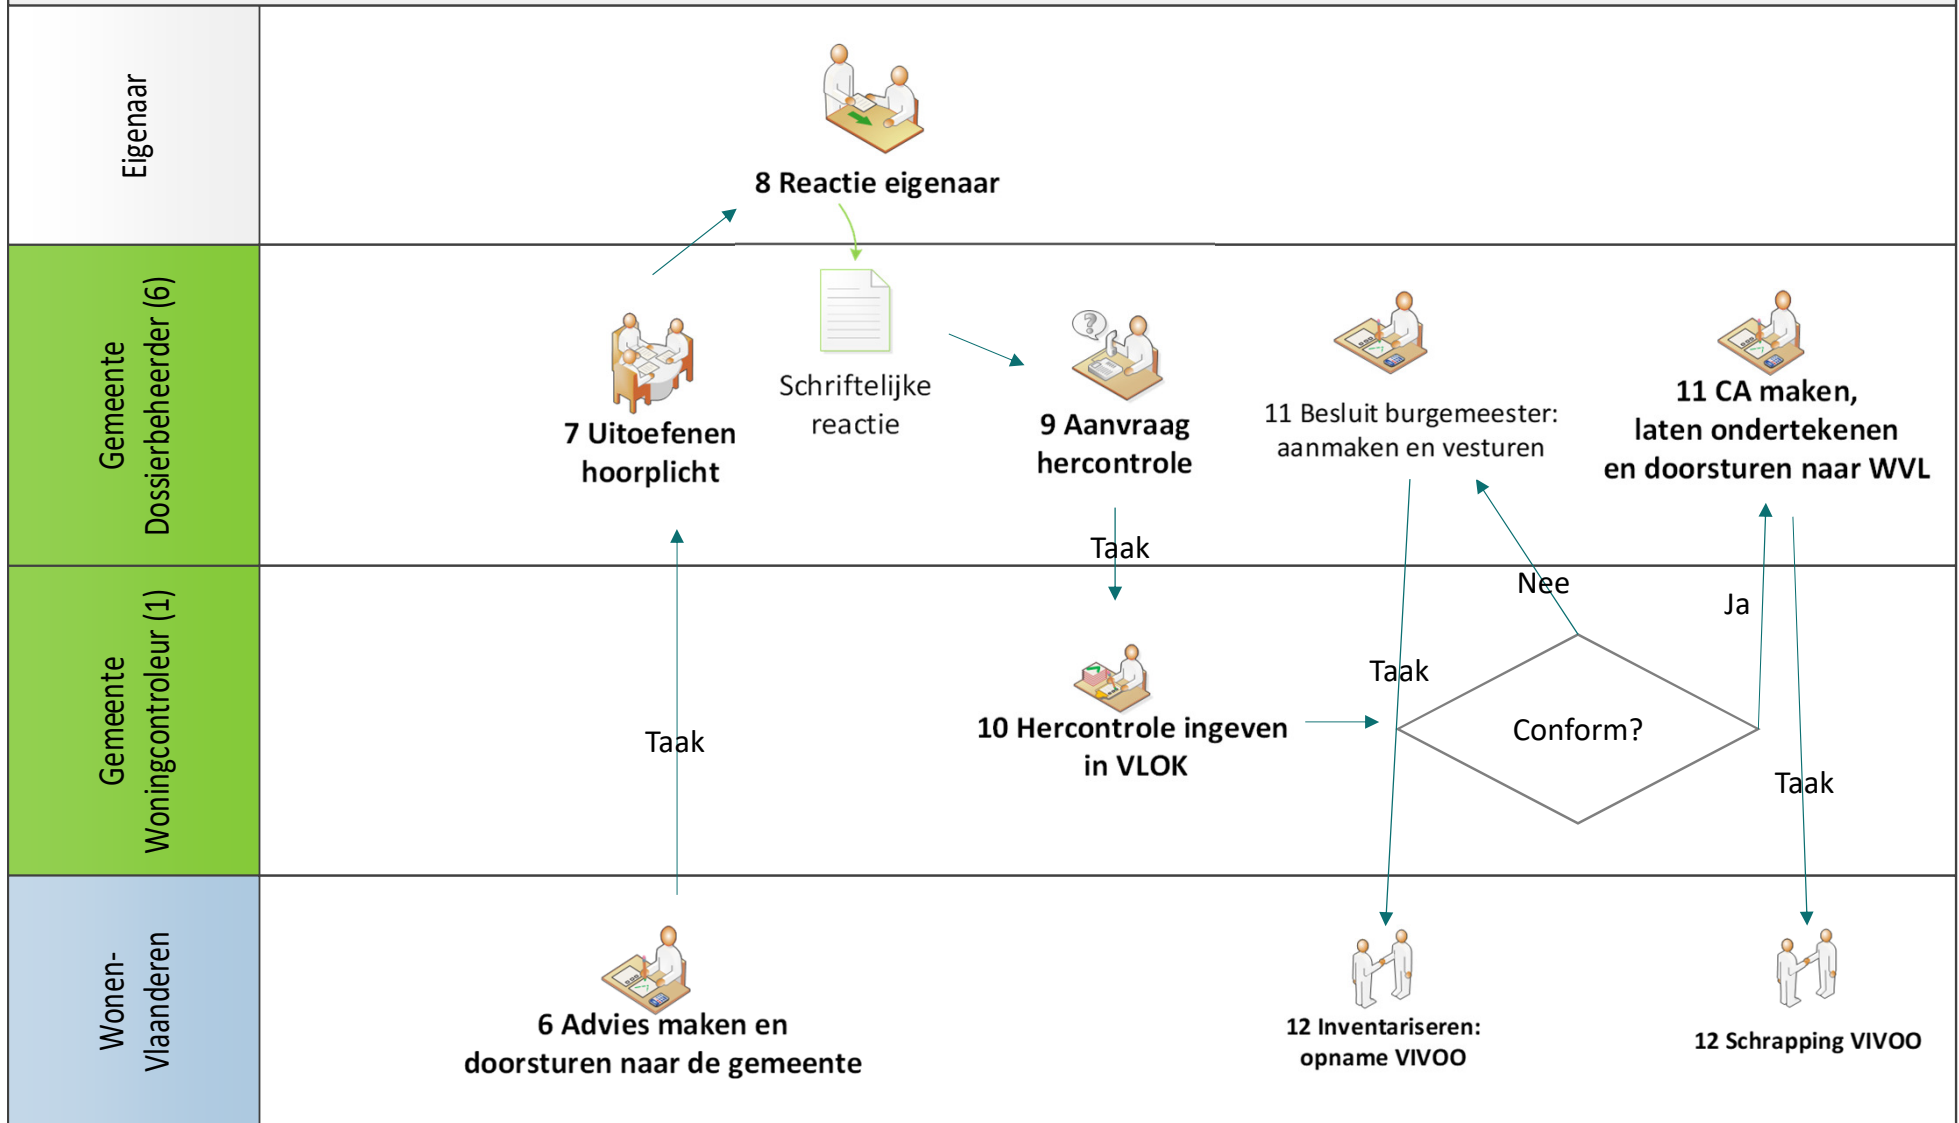 Eigenaar
8 Reactie eigenaar
Gemeente
Dossierbeheerder (6)
7 Uitoefenen
hoorplicht
Schriftelijke
reactie
9 Aanvraag
hercontrole
11 Besluit burgemeester:
aanmaken en vesturen
11 CA maken,
laten ondertekenen
en doorsturen naar WVL
Taak
Gemeente
Woningcontroleur (1)
Taak
10 Hercontrole ingeven
in VLOK
Taak
Nee
Ja
Conform?
Taak
Wonen-
Vlaanderen
6 Advies maken en
doorsturen naar de gemeente
12 Inventariseren:
opname VIVOO
12 Schrapping VIVOO